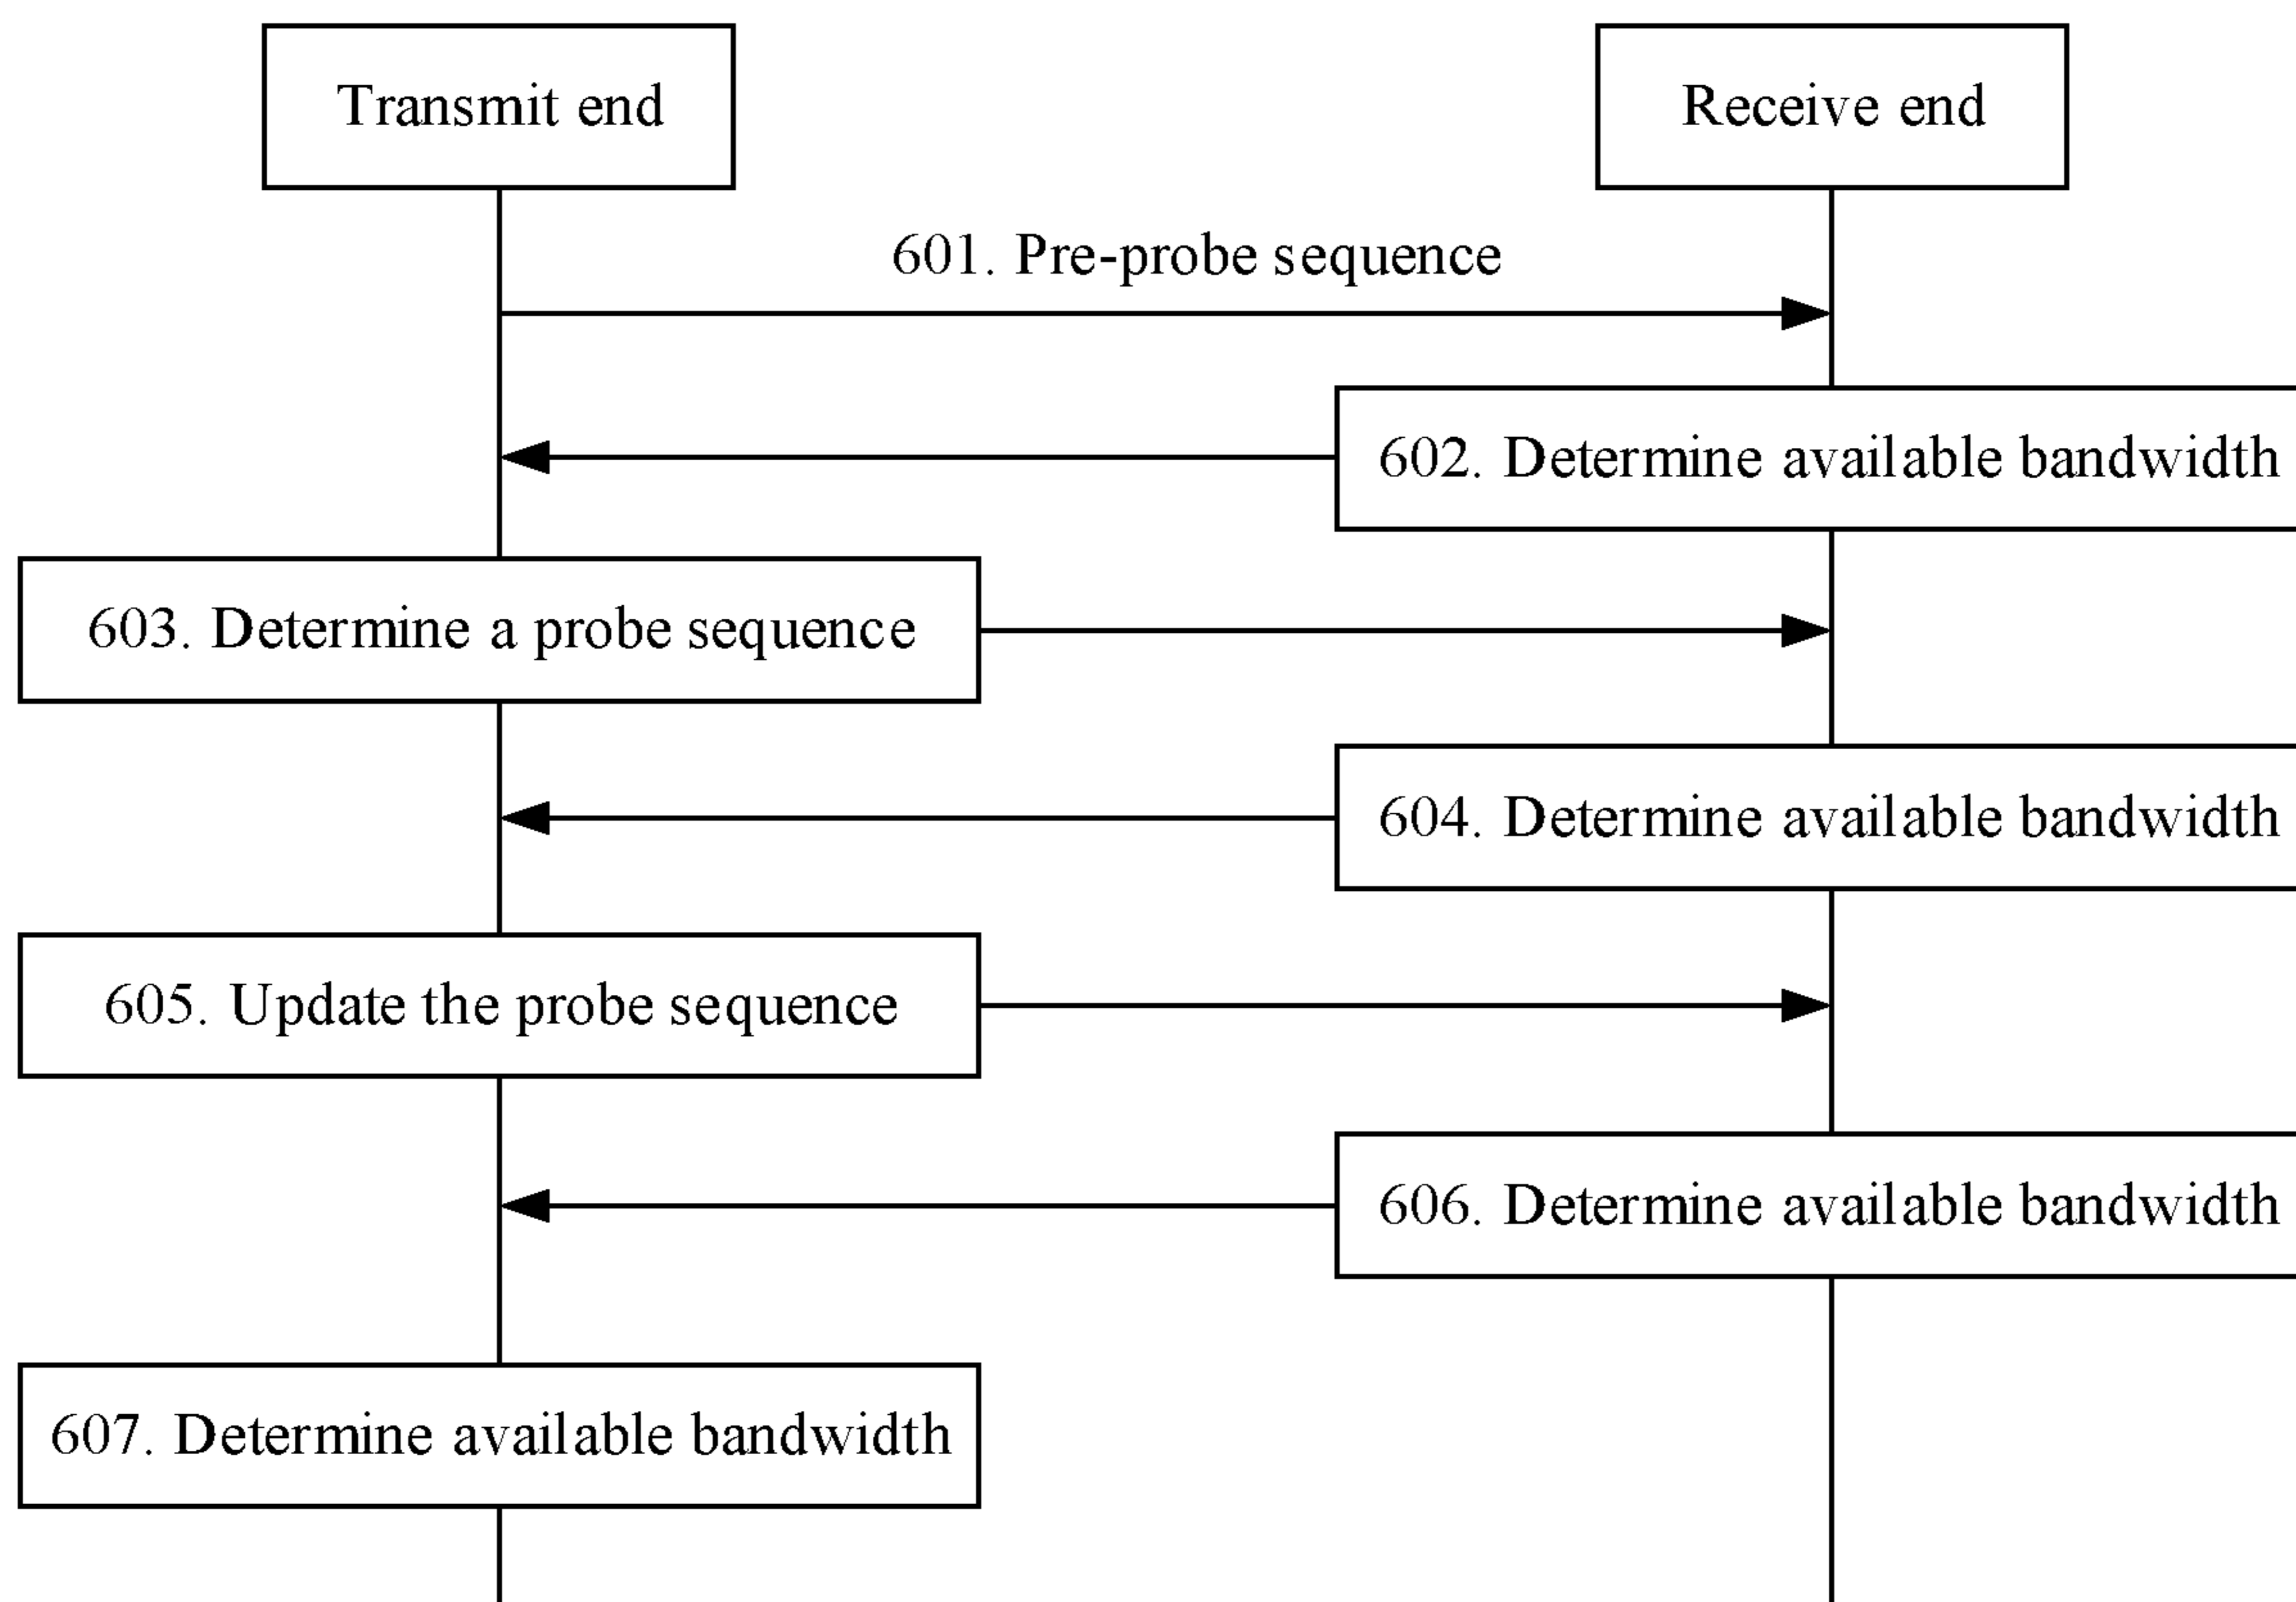 Transmit end
Receive end
601. Pre-probe sequence
602. Determine available bandwidth
603. Determine a probe sequence
604. Determine available bandwidth
605. Update the probe sequence
606. Determine available bandwidth
607. Determine available bandwidth